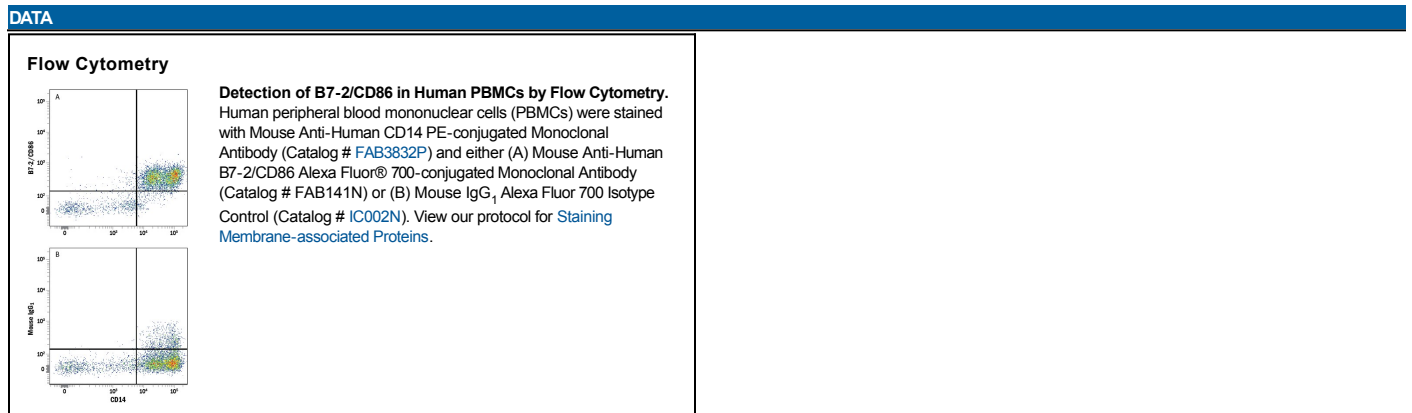 DATA
Flow Cytometry
Detection of B7-2/CD86 in Human PBMCs by Flow Cytometry.
Human peripheral blood mononuclear cells (PBMCs) were stained
with Mouse Anti-Human CD14 PE-conjugated Monoclonal
Antibody (Catalog # FAB3832P) and either (A) Mouse Anti-Human
B7-2/CD86 Alexa Fluor® 700-conjugated Monoclonal Antibody
(Catalog # FAB141N) or (B) Mouse IgG1 Alexa Fluor 700 Isotype
Control (Catalog # IC002N). View our protocol for Staining
Membrane-associated Proteins.
A
B7-2/CD86
0
B
Mouse IgG1
0
CD14